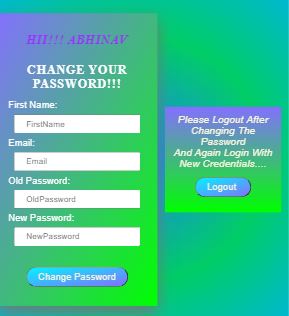 HII!!! ABHINAV
CHANGE YOUR
PASSWORD!!!
First Name:
FirstName
Email:
Email
Old Password:
OldPassword
New Password:
NewPassword
Change Password
Please Logout After
Changing The
Password
And Again Login With
New Credentials....
Logout